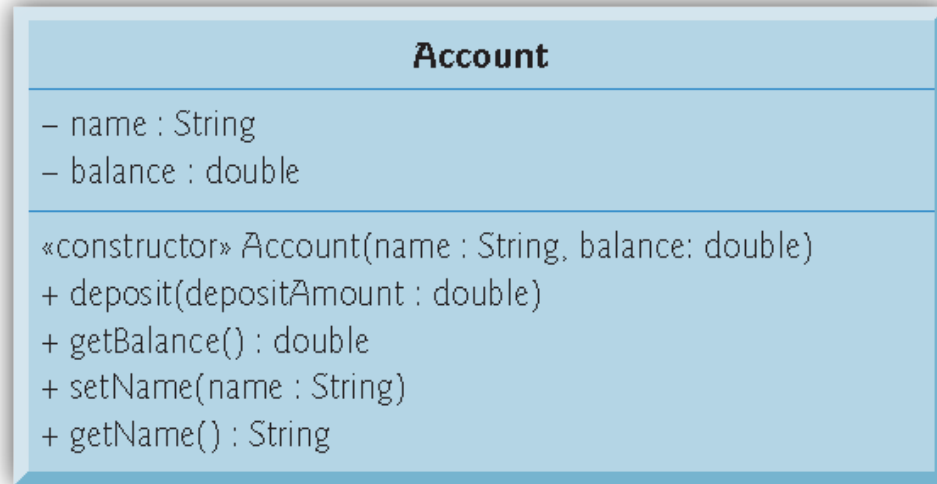 Account
– name : String
– balance : double
«constructor» Account(name : String, balance: double)
+ deposit(depositAmount : double)
+ getBalance() : double
+ setName(name : String)
+ getName() : String